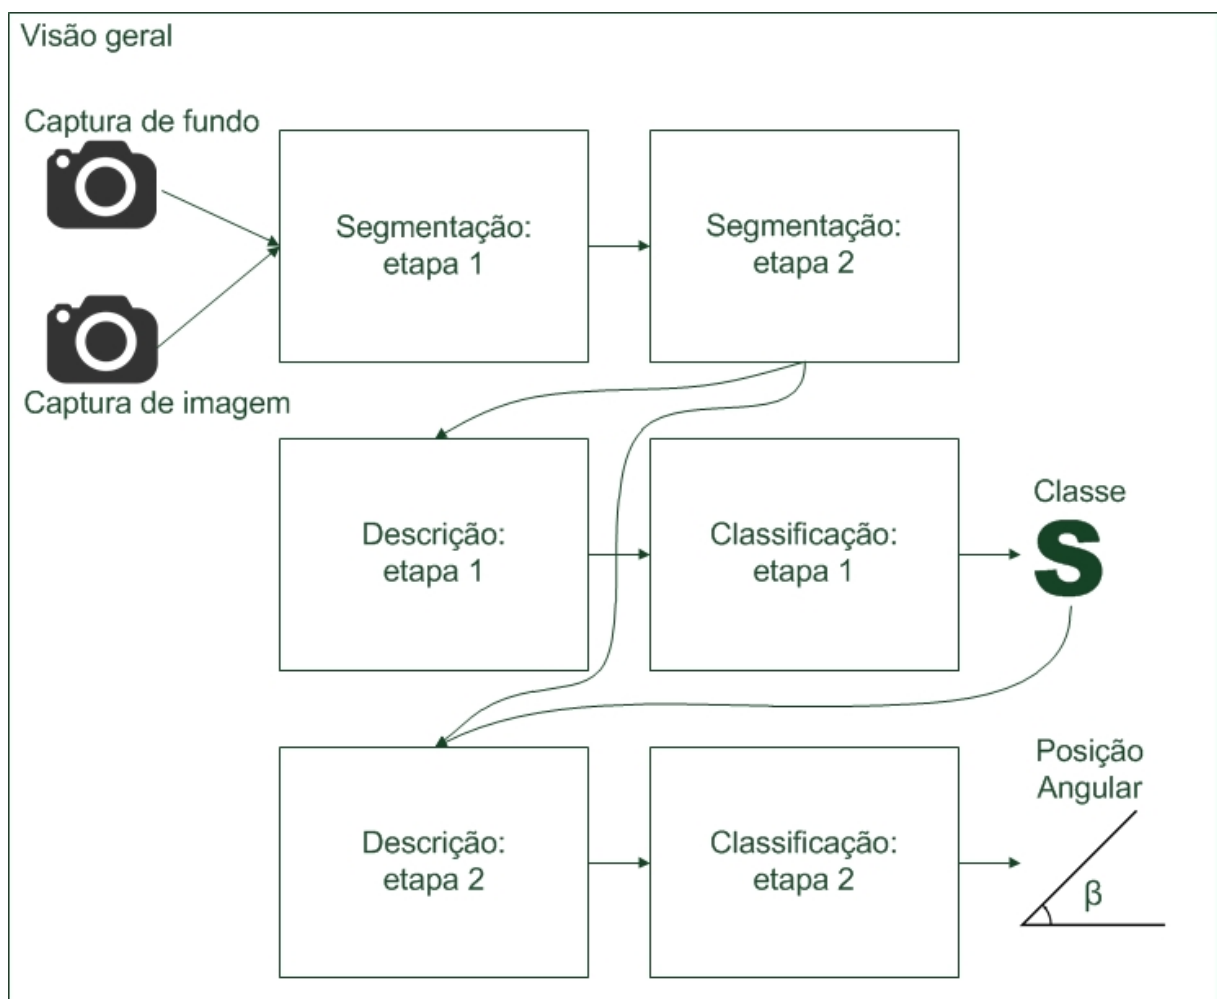 Visão geral
Captura de fundo
Captura de imagem
Segmentação:
etapa 1
Segmentação:
etapa 2
Descrição:
etapa 1
Classificação:
etapa 1
Classe
S
Descrição:
etapa 2
Classificação:
etapa 2
Posição
Angular
β